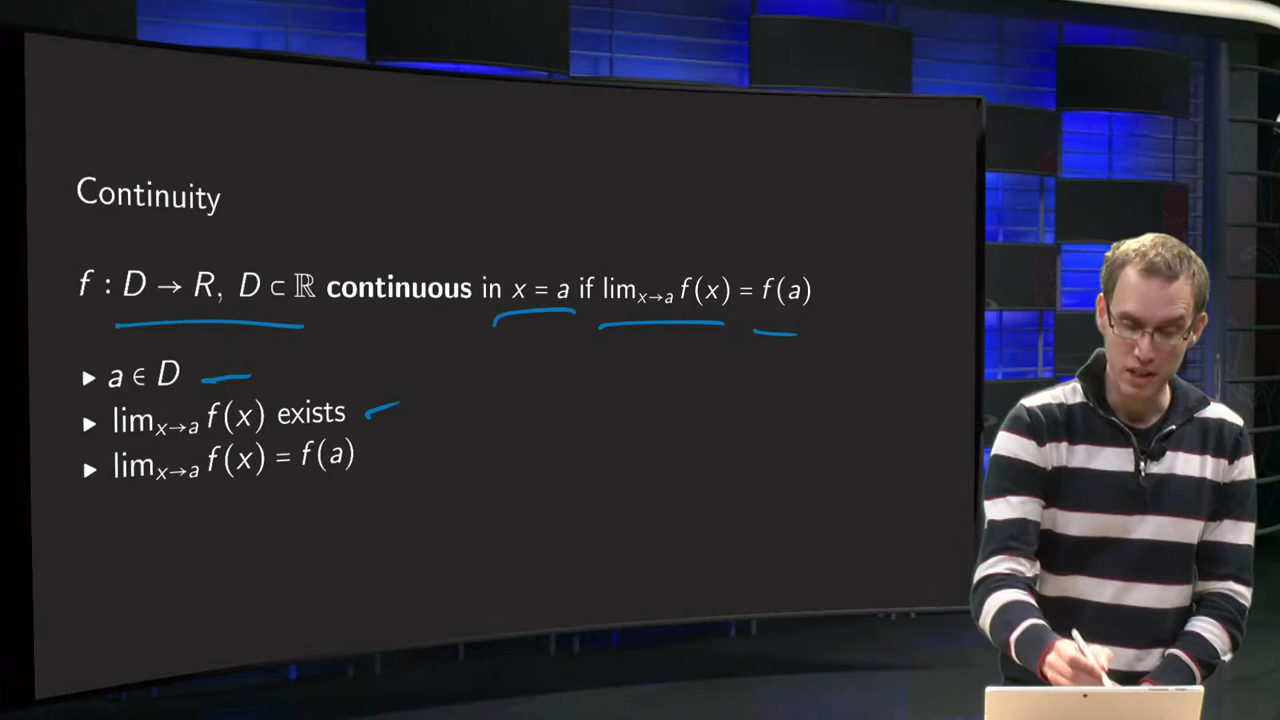 Continuity
f : D → R, D ⊂ ℝ continuous in x = a if lim_{x→a} f(x) = f(a)
▶ a ∈ D
▶ lim_{x→a} f(x) exists
▶ lim_{x→a} f(x) = f(a)